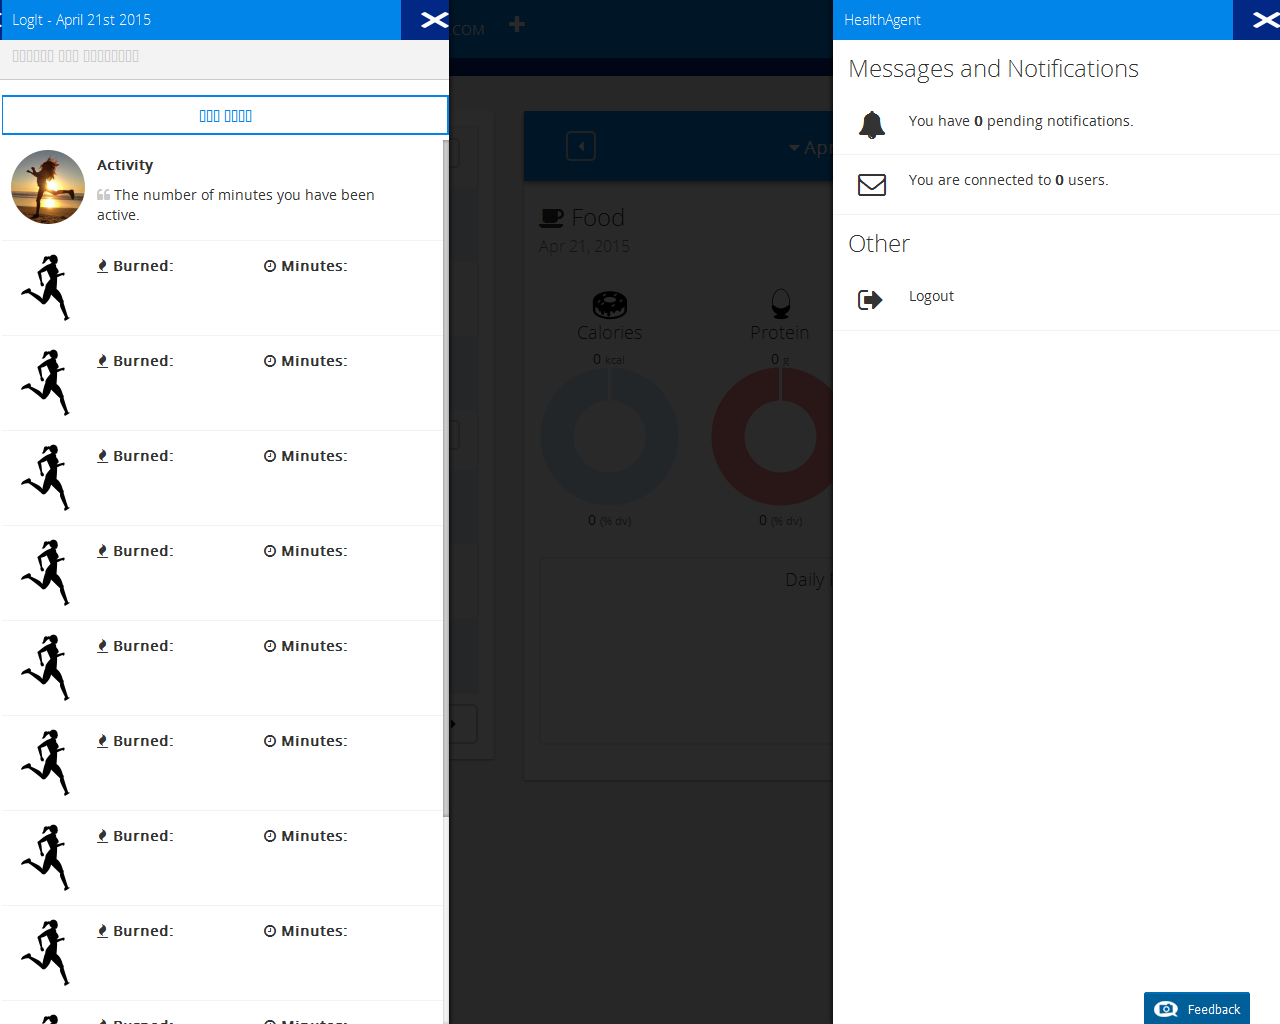 LogIt - April 21st 2015
Activity
The number of minutes you have been
active.
Burned: Minutes:
Burned: Minutes:
Burned: Minutes:
Burned: Minutes:
Burned: Minutes:
Burned: Minutes:
Burned: Minutes:
Burned: Minutes:
Burned: Minutes:
.COM
Food
Apr 21, 2015
Calories
0 kcal
0 (% dv)
Protein
0 g
0 (% dv)
Daily
HealthAgent
Messages and Notifications
You have 0 pending notifications.
You are connected to 0 users.
Other
Logout
Feedback